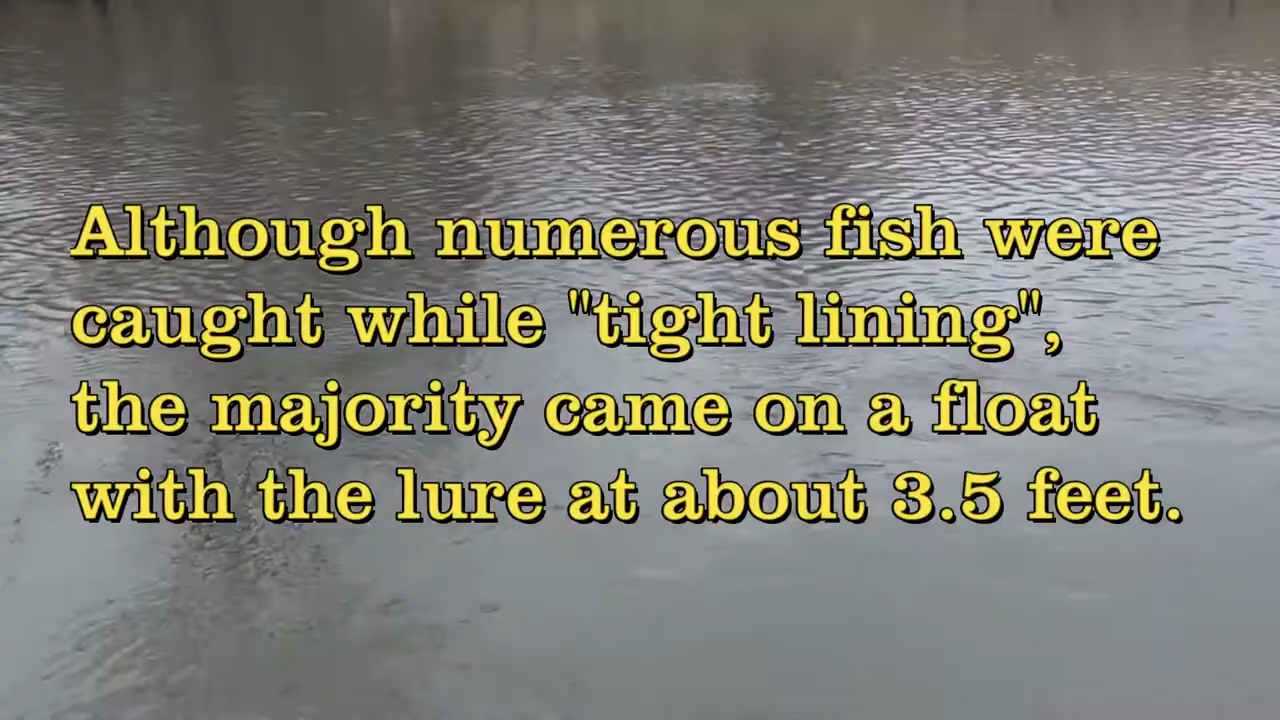 Although numerous fish were
caught while "tight lining",
the majority came on a float
with the lure at about 3.5 feet.